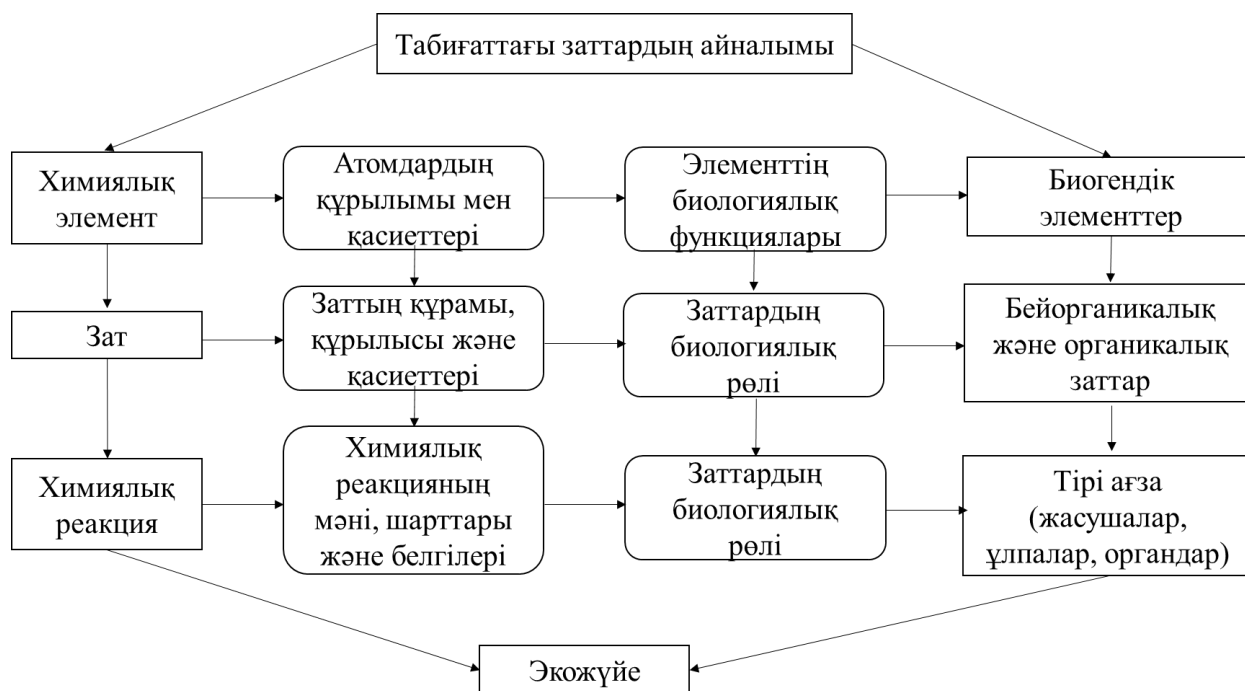 Табиғаттағы заттардың айналымы
Химиялық
элемент
Атомдардың
құрылымы мен
қасиеттері
Элементтің
биологиялық
функциялары
Биогендік
элементтер
Зат
Заттың құрамы,
құрылысы және
қасиеттері
Заттардың
биологиялық
рөлі
Бейорганикалық
және органикалық
заттар
Химиялық
реакция
Химиялық
реакцияның
мәні, шарттары
және белгілері
Заттардың
биологиялық
рөлі
Тірі ағза
(жасушалар,
ұлпалар, органдар)
Экожүйе